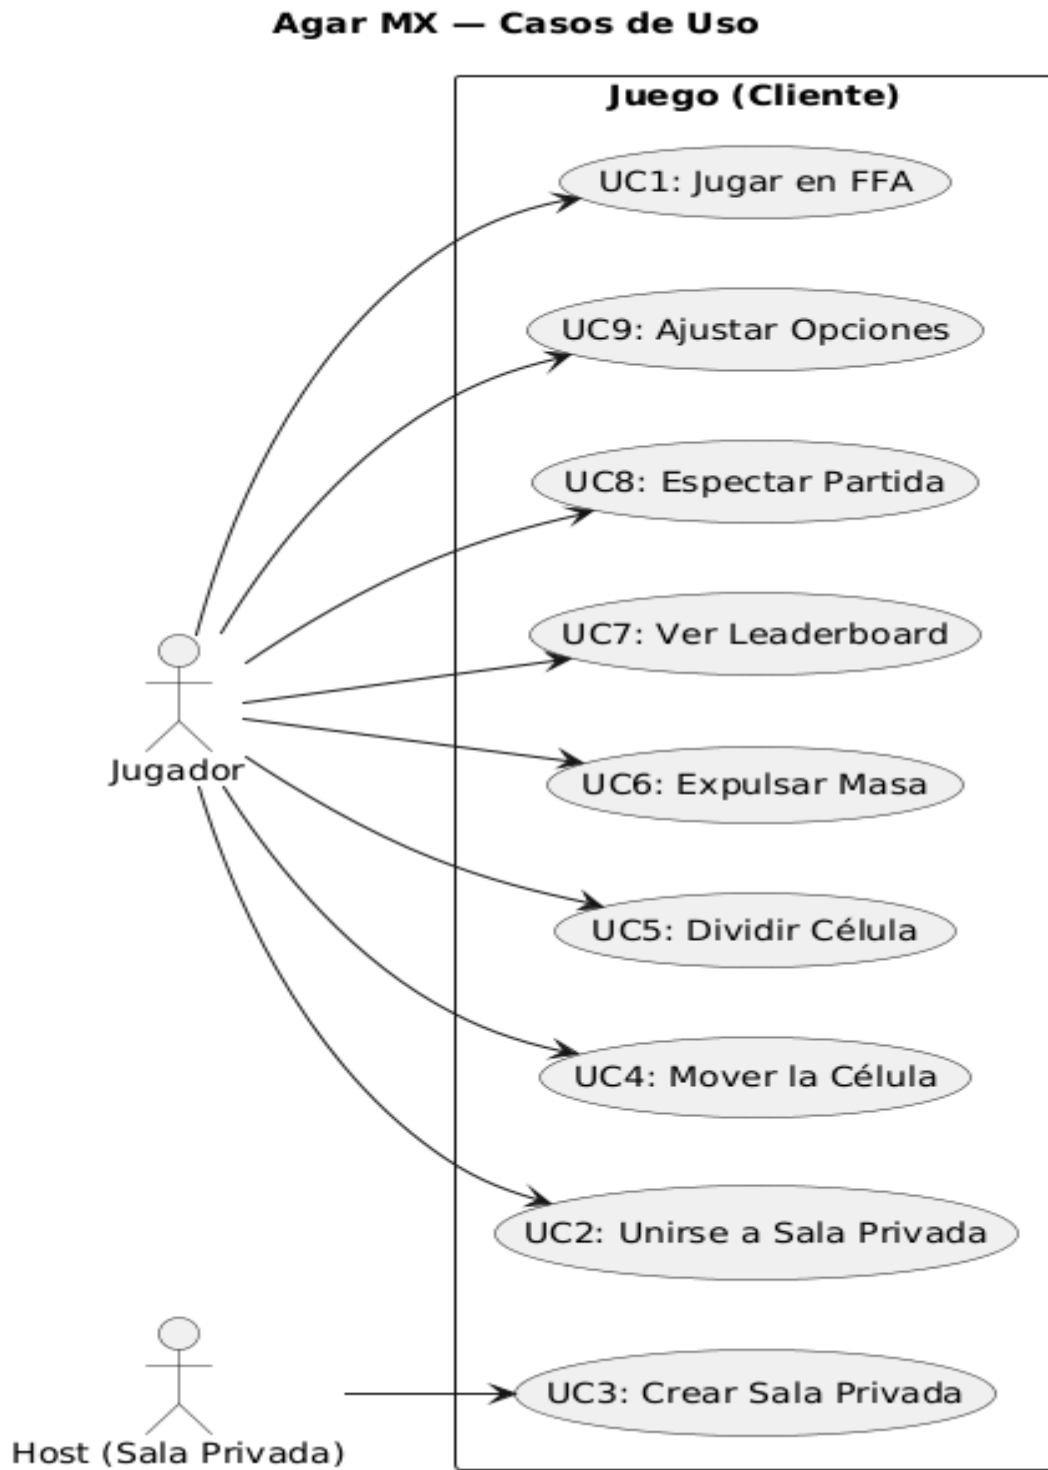 Agar MX — Casos de Uso
Juego (Cliente)
UC1: Jugar en FFA
UC9: Ajustar Opciones
UC8: Espectar Partida
UC7: Ver Leaderboard
Jugador
UC6: Expulsar Masa
UC5: Dividir Célula
UC4: Mover la Célula
UC2: Unirse a Sala Privada
UC3: Crear Sala Privada
Host (Sala Privada)